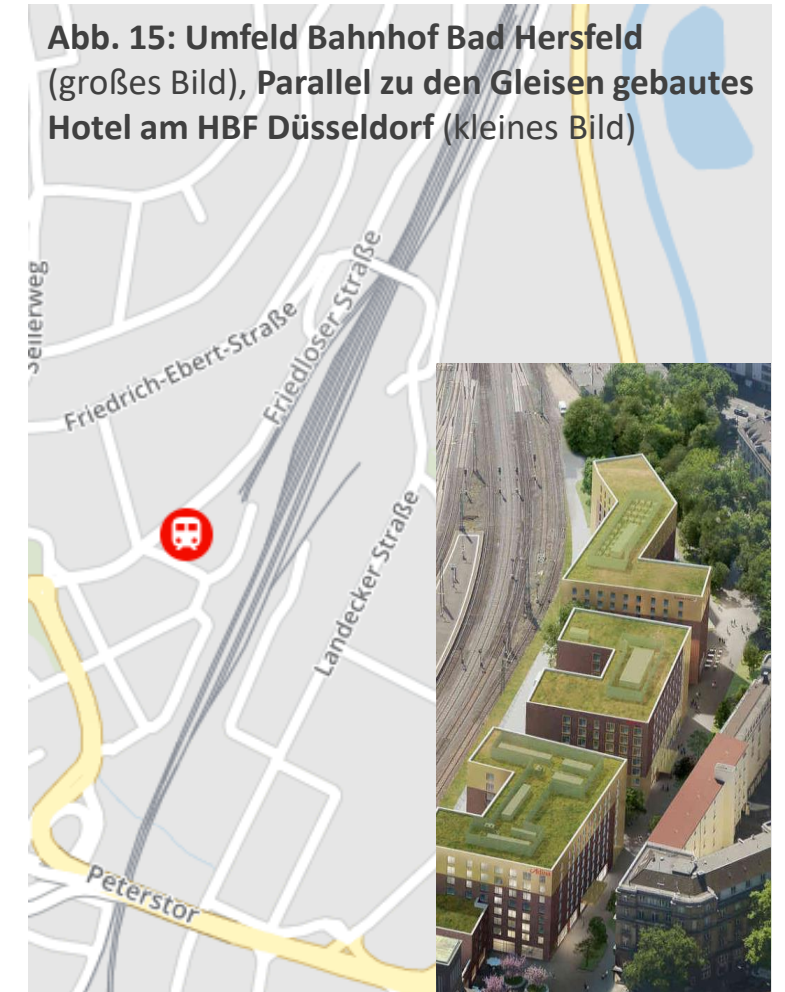 Abb. 15: Umfeld Bahnhof Bad Hersfeld
(großes Bild), Parallel zu den Gleisen gebautes
Hotel am HBF Düsseldorf (kleines Bild)
Seilerweg
Friedrich-Ebert-Straße
Friedloser Straße
Landecker Straße
Peterstor